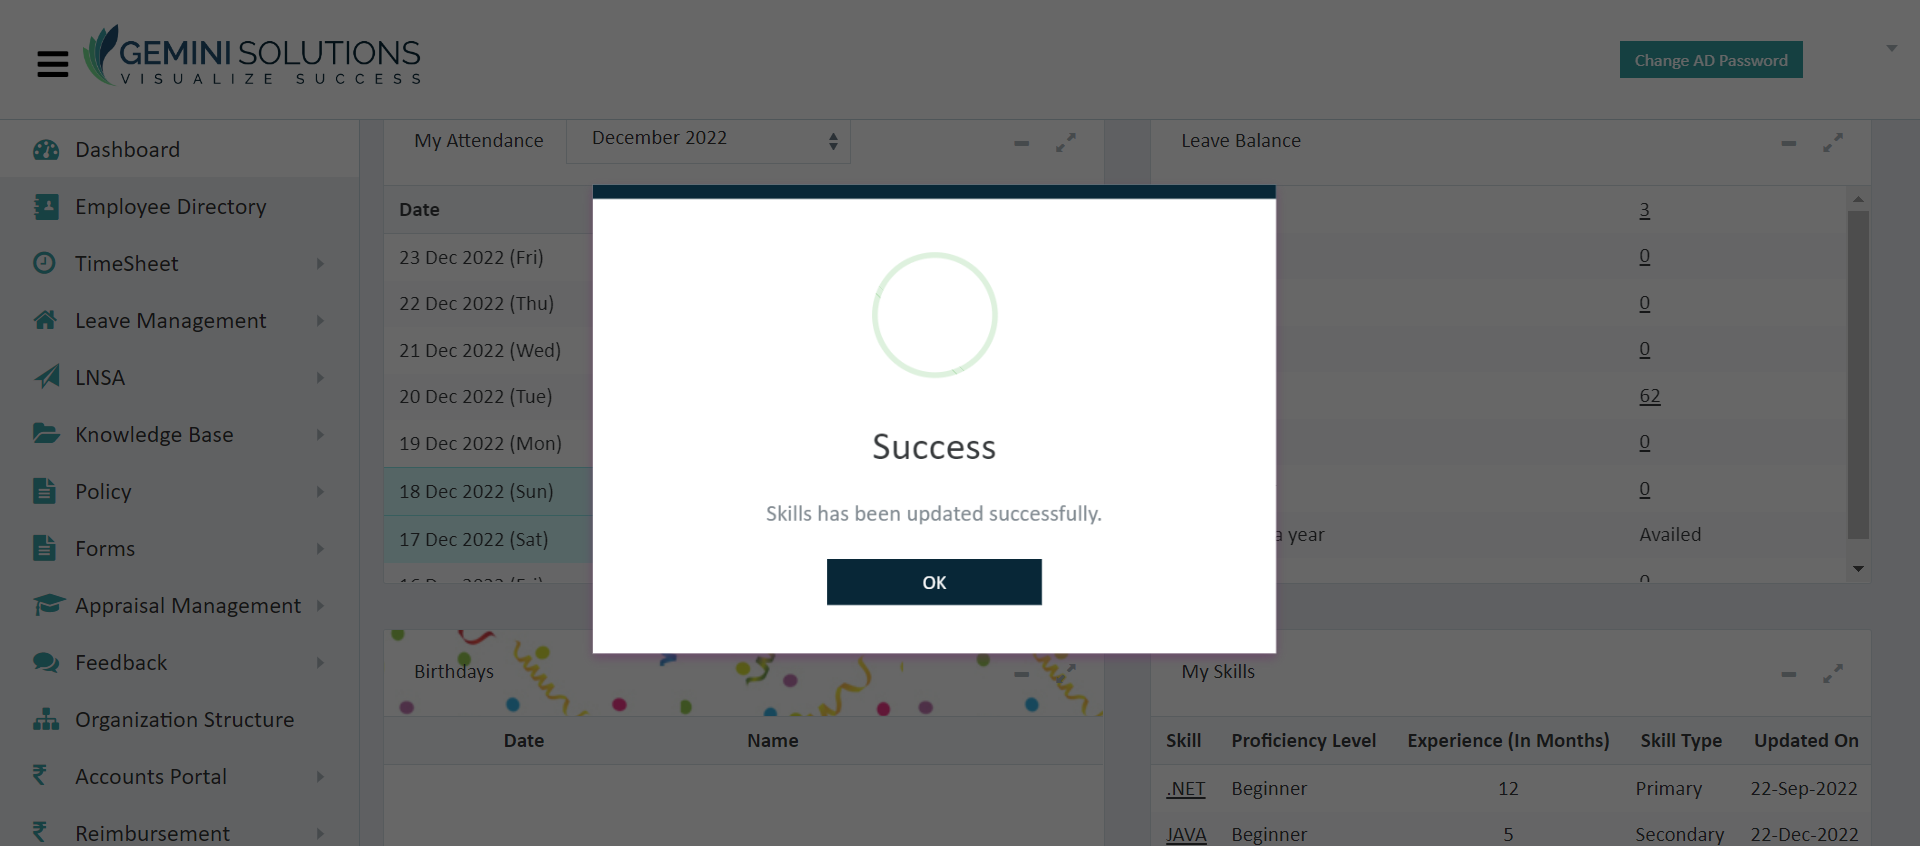 GEMINI SOLUTIONS
VISUALIZE SUCCESS
Change AD Password
Dashboard
Employee Directory
TimeSheet
Leave Management
LNSA
Knowledge Base
Policy
Forms
Appraisal Management
Feedback
Organization Structure
Accounts Portal
Reimbursement
My Attendance
December 2022
Date
23 Dec 2022 (Fri)
22 Dec 2022 (Thu)
21 Dec 2022 (Wed)
20 Dec 2022 (Tue)
19 Dec 2022 (Mon)
18 Dec 2022 (Sun)
17 Dec 2022 (Sat)
Leave Balance
3
0
0
0
62
0
0
a year Availed
Success
Skills has been updated successfully.
OK
Birthdays
Date Name
My Skills
Skill Proficiency Level Experience (In Months) Skill Type Updated On
.NET Beginner 12 Primary 22-Sep-2022
JAVA Beginner 5 Secondary 22-Dec-2022